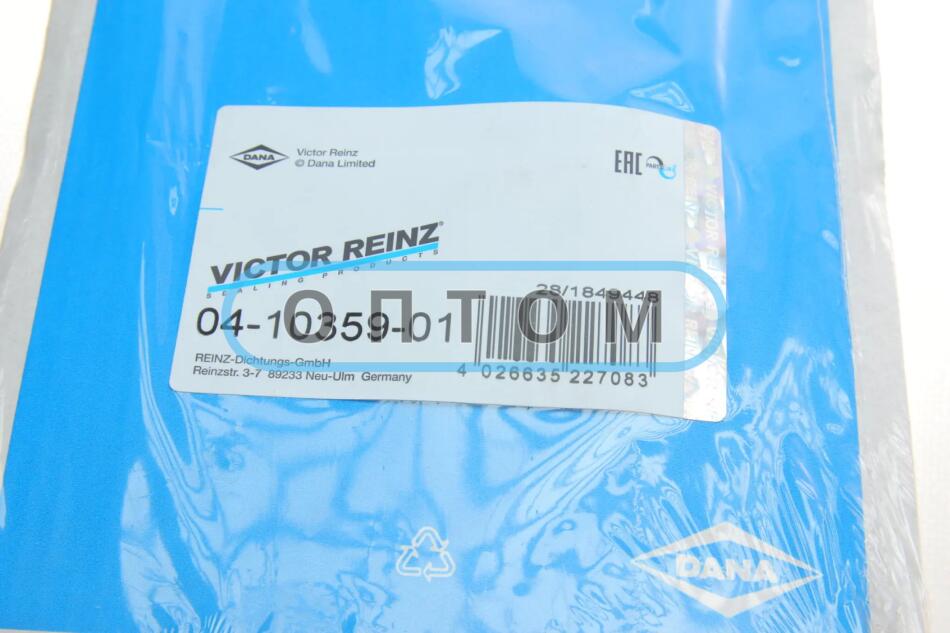 DANA
Victor Reinz
© Dana Limited
EAC
VICTOR REINZ®
SEALING PRODUCTS
28/1849448
ОПТОМ
04-10359-01
REINZ-Dichtungs-GmbH
Reinzstr. 3-7 89233 Neu-Ulm Germany
4 026635 227083
DANA